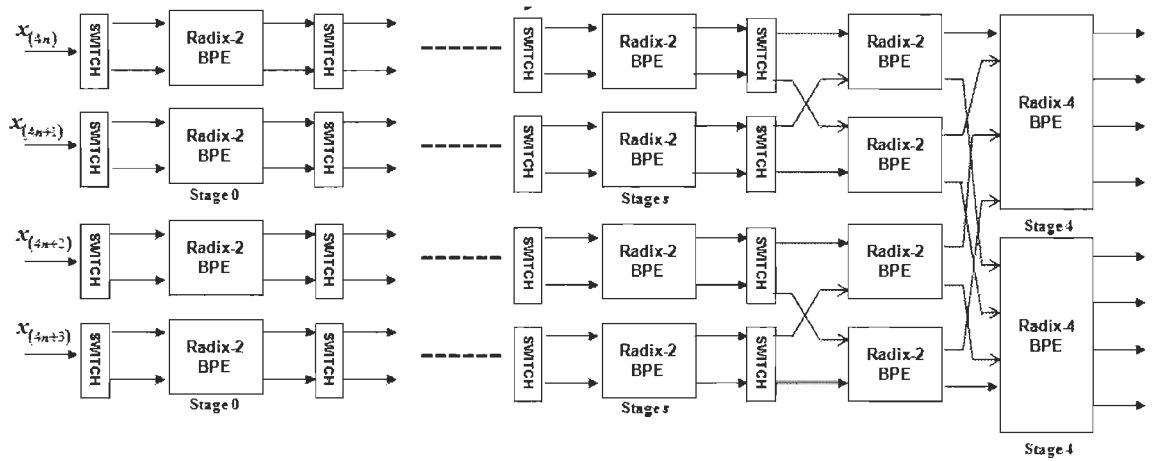 x(4n)
SWITCH
Radix-2
BPE
SWITCH
Radix-2
BPE
SWITCH
Radix-2
BPE
Radix-4
BPE
x(4n+1)
SWITCH
Radix-2
BPE
SWITCH
Stage 0
Radix-2
BPE
SWITCH
Stage s
SWITCH
Radix-2
BPE
Stage 4
x(4n+2)
SWITCH
Radix-2
BPE
SWITCH
SWITCH
Radix-2
BPE
SWITCH
Radix-2
BPE
Radix-4
BPE
x(4n+3)
SWITCH
Radix-2
BPE
SWITCH
Stage 0
SWITCH
Radix-2
BPE
SWITCH
Stage s
Radix-2
BPE
Stage 4